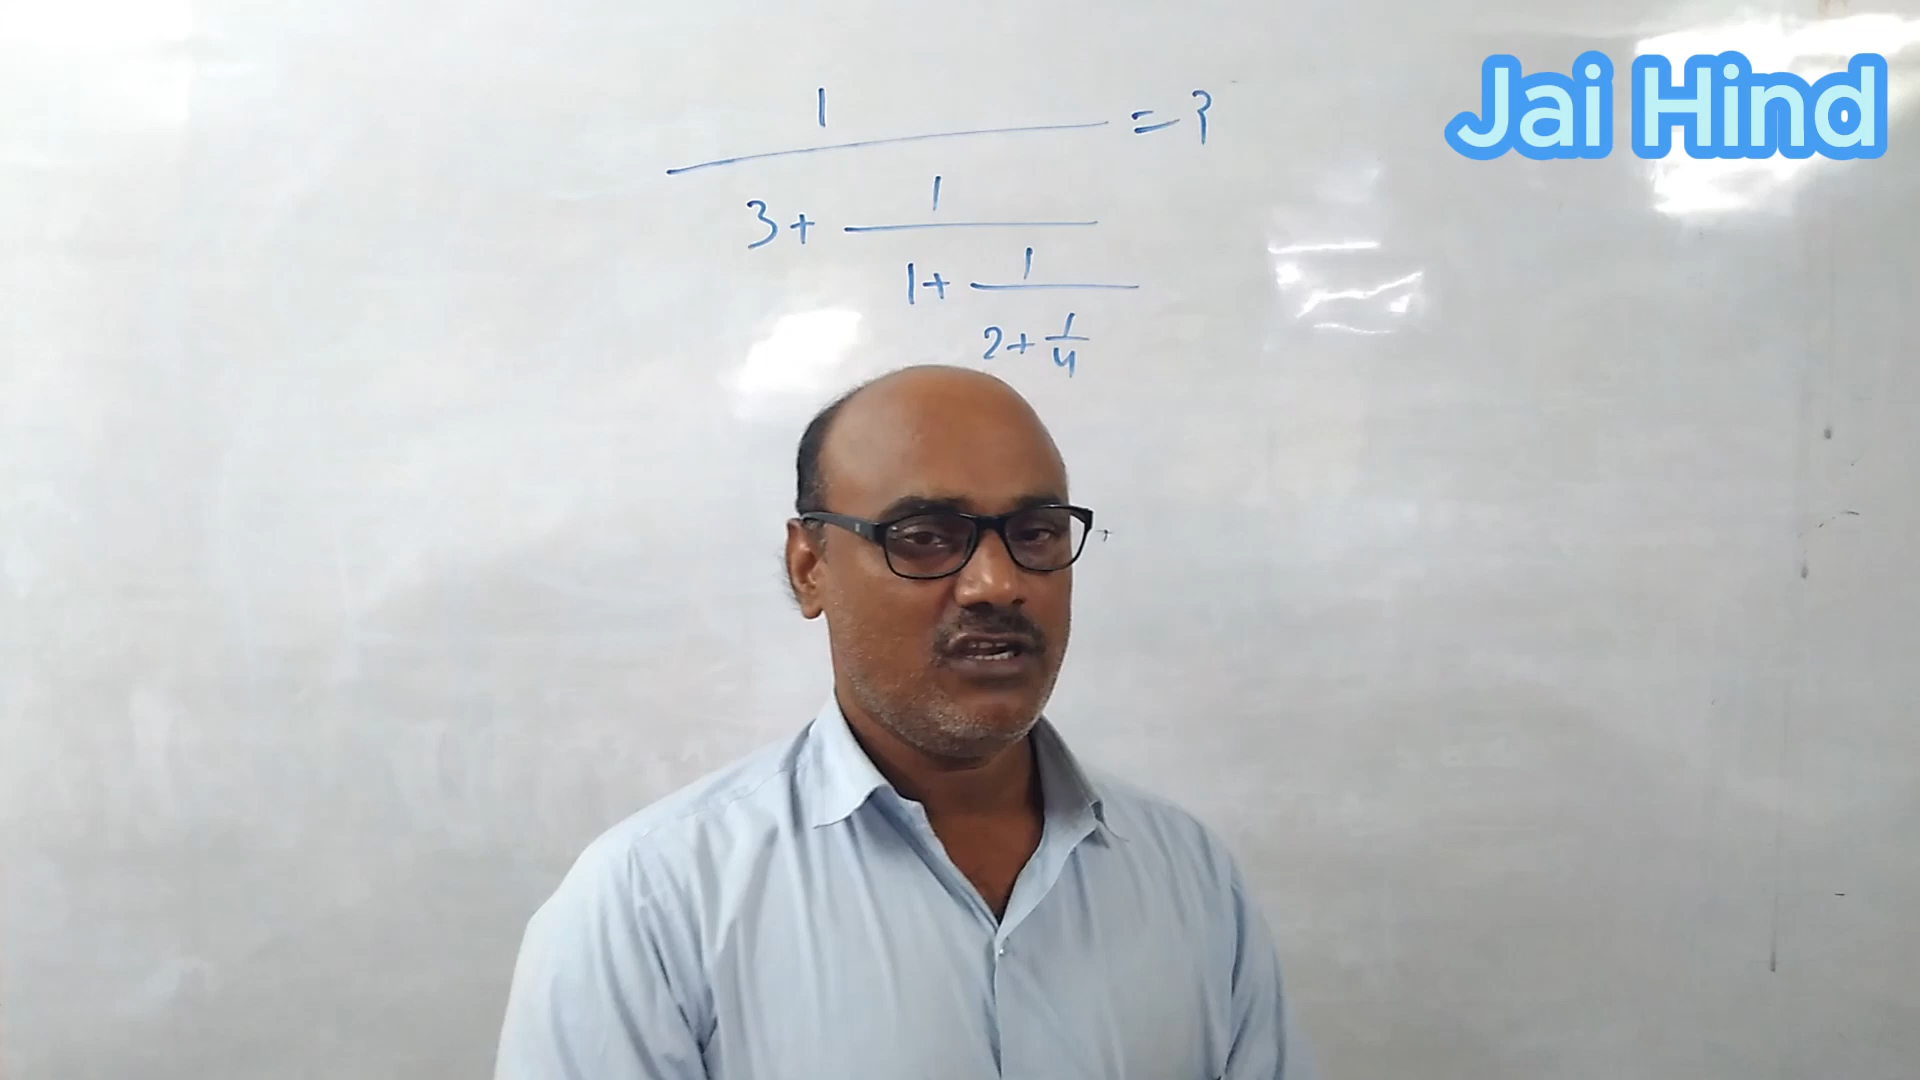 Jai Hind
1
= ?
3 + 1
1 + 1
2 + 1/4